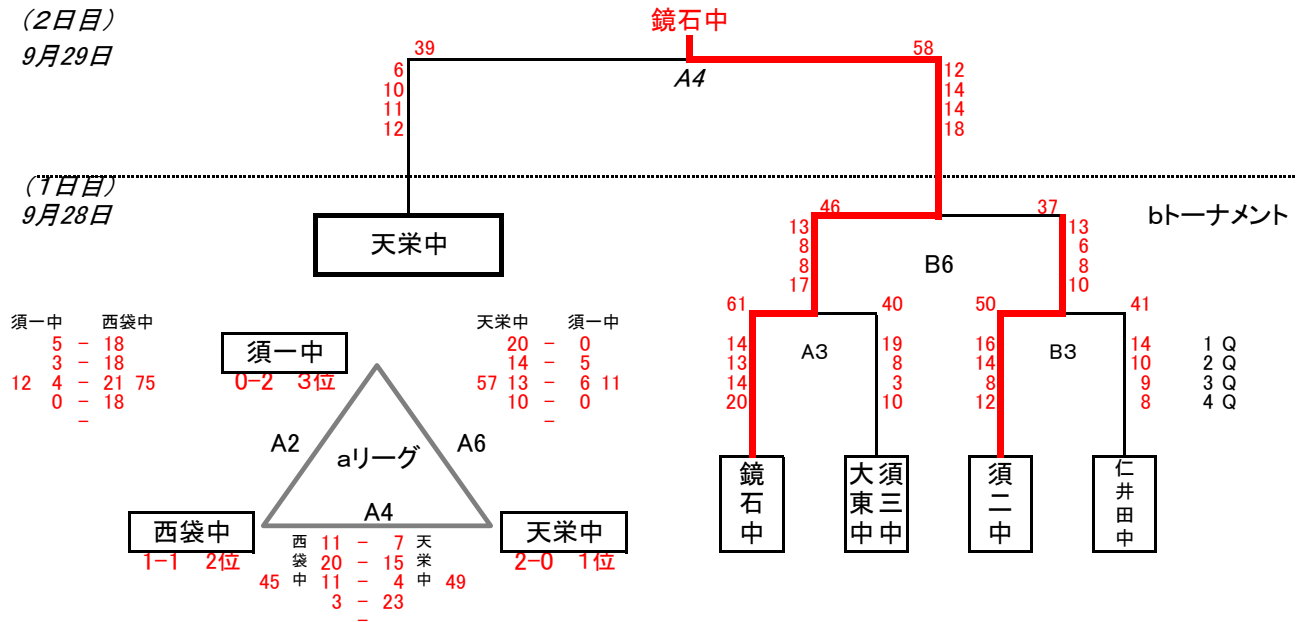 (2日目)
9月29日
鏡石中
39
58
A4
6
10
11
12
12
14
14
18
(1日目)
9月28日
bトーナメント
天栄中
46
37
13
8
8
17
13
6
8
10
B6
61
40
50
41
14
13
14
20
A3
19
8
3
10
16
14
8
12
B3
14
10
9
8
1 Q
2 Q
3 Q
4 Q
鏡石中
大東中
須三中
須二中
仁井田中
須一中 西袋中
5 - 18
3 - 18
12 4 - 21 75
0 - 18
-
天栄中 須一中
20 - 0
14 - 5
57 13 - 6 11
10 - 0
-
須一中
0-2 3位
A2
A6
aリーグ
A4
西袋中
1-1 2位
天栄中
2-0 1位
西袋中
天栄中
11 - 7
20 - 15
45 11 - 4 49
3 - 23
-